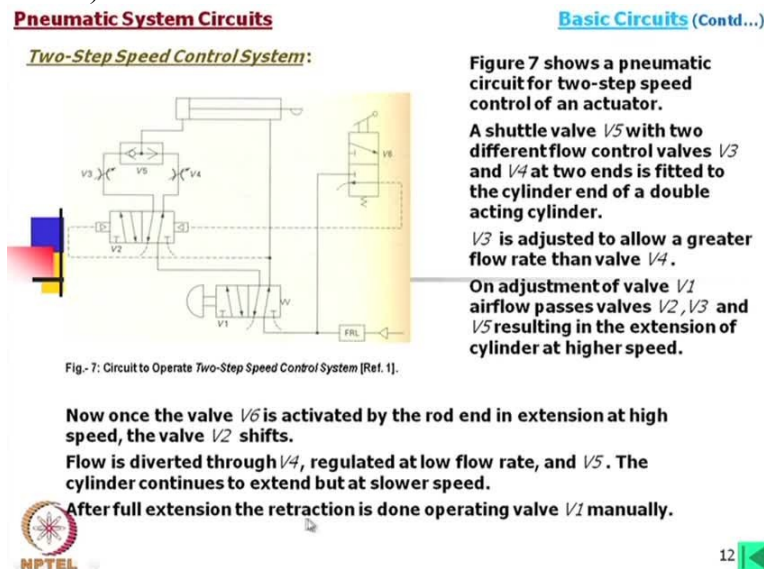 Pneumatic System Circuits
Basic Circuits (Contd...)
Two-Step Speed Control System:
Figure 7 shows a pneumatic
circuit for two-step speed
control of an actuator.
A shuttle valve V5 with two
different flow control valves V3
and V4 at two ends is fitted to
the cylinder end of a double
acting cylinder.
V3 is adjusted to allow a greater
flow rate than valve V4.
On adjustment of valve V1
airflow passes valves V2, V3 and
V5 resulting in the extension of
cylinder at higher speed.
V6
V3
V5
V4
V2
V1
FRL
Fig.- 7: Circuit to Operate Two-Step Speed Control System [Ref. 1].
Now once the valve V6 is activated by the rod end in extension at high
speed, the valve V2 shifts.
Flow is diverted through V4, regulated at low flow rate, and V5. The
cylinder continues to extend but at slower speed.
After full extension the retraction is done operating valve V1 manually.
NPTEL
12